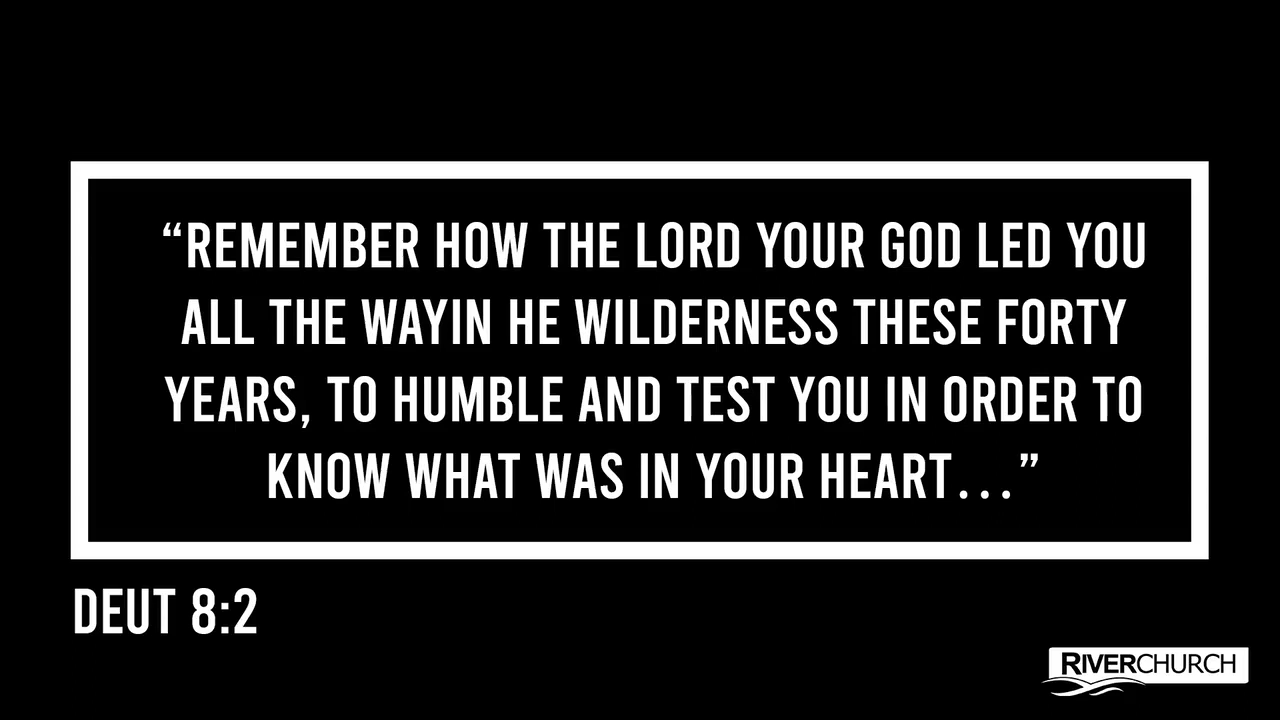 “REMEMBER HOW THE LORD YOUR GOD LED YOU
ALL THE WAYIN HE WILDERNESS THESE FORTY
YEARS, TO HUMBLE AND TEST YOU IN ORDER TO
KNOW WHAT WAS IN YOUR HEART...”
DEUT 8:2
RIVERCHURCH